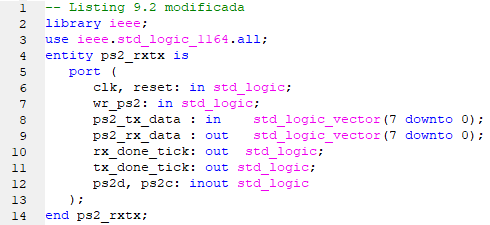 1 -- Listing 9.2 modificada
2 library ieee;
3 use ieee.std_logic_1164.all;
4 entity ps2_rxtx is
5 port (
6 clk, reset: in std_logic;
7 wr_ps2: in std_logic;
8 ps2_tx_data : in std_logic_vector(7 downto 0);
9 ps2_rx_data : out std_logic_vector(7 downto 0);
10 rx_done_tick: out std_logic;
11 tx_done_tick: out std_logic;
12 ps2d, ps2c: inout std_logic
13 );
14 end ps2_rxtx;